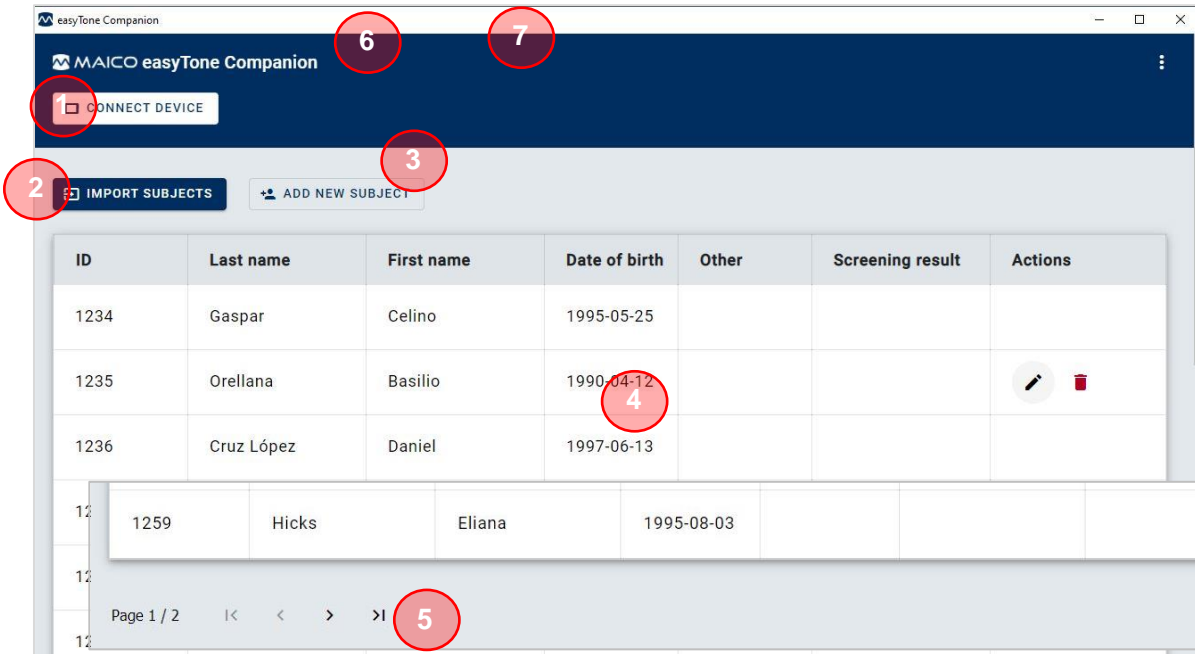 easyTone Companion
6
7
MAICO easyTone Companion
1
CONNECT DEVICE
3
2
IMPORT SUBJECTS ADD NEW SUBJECT
ID Last name First name Date of birth Other Screening result Actions
1234 Gaspar Celino 1995-05-25
1235 Orellana Basilio 1990-04-12
4
1236 Cruz López Daniel 1997-06-13
12
1259 Hicks Eliana 1995-08-03
12
Page 1 / 2
5
12